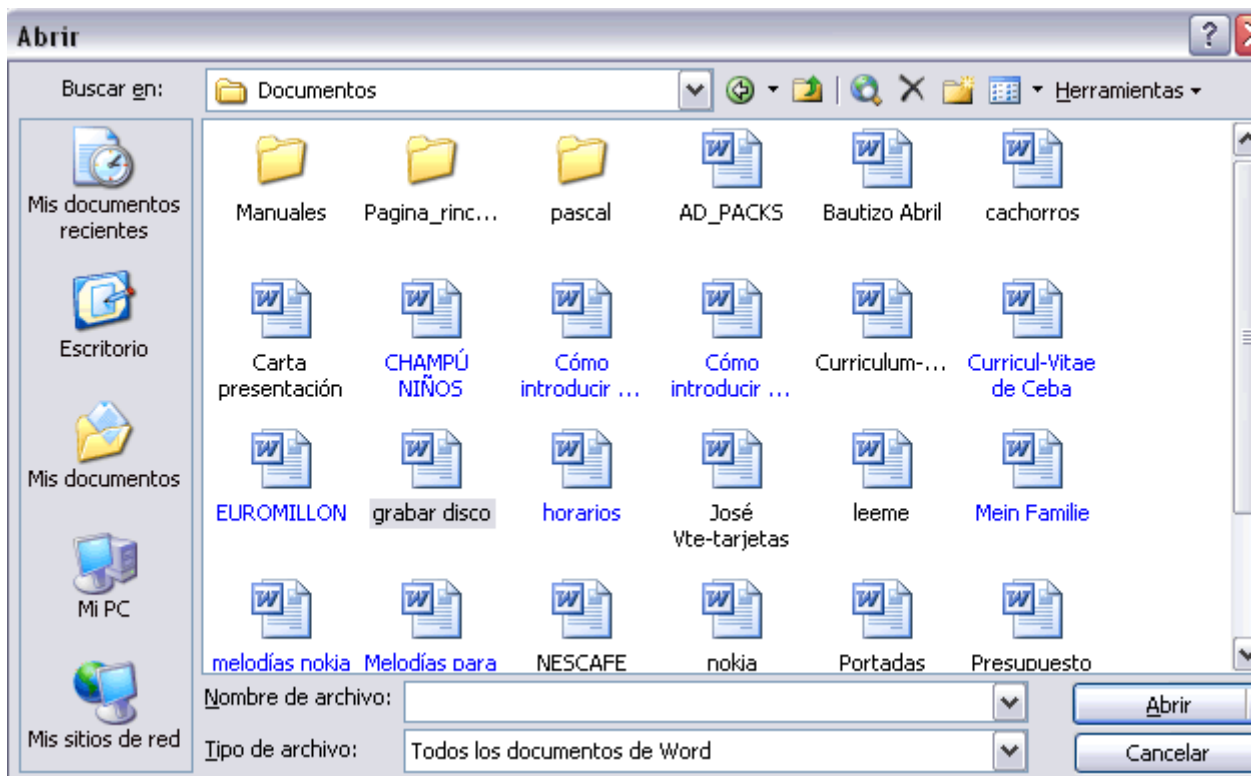 Abrir
Buscar en:
Documentos
Herramientas
Mis documentos
recientes
Escritorio
Mis documentos
Mi PC
Mis sitios de red
Manuales
Pagina_rinc...
pascal
AD_PACKS
Bautizo Abril
cachorros
Carta
presentación
CHAMPÚ
NIÑOS
Cómo
introducir ...
Cómo
introducir ...
Curriculum-...
Curricul-Vitae
de Ceba
EUROMILLON
grabar disco
horarios
José
Vte-tarjetas
leeme
Mein Familie
melodías nokia
Melodías para
NESCAFE
nokia
Portadas
Presupuesto
Nombre de archivo:
Abrir
Tipo de archivo:
Todos los documentos de Word
Cancelar